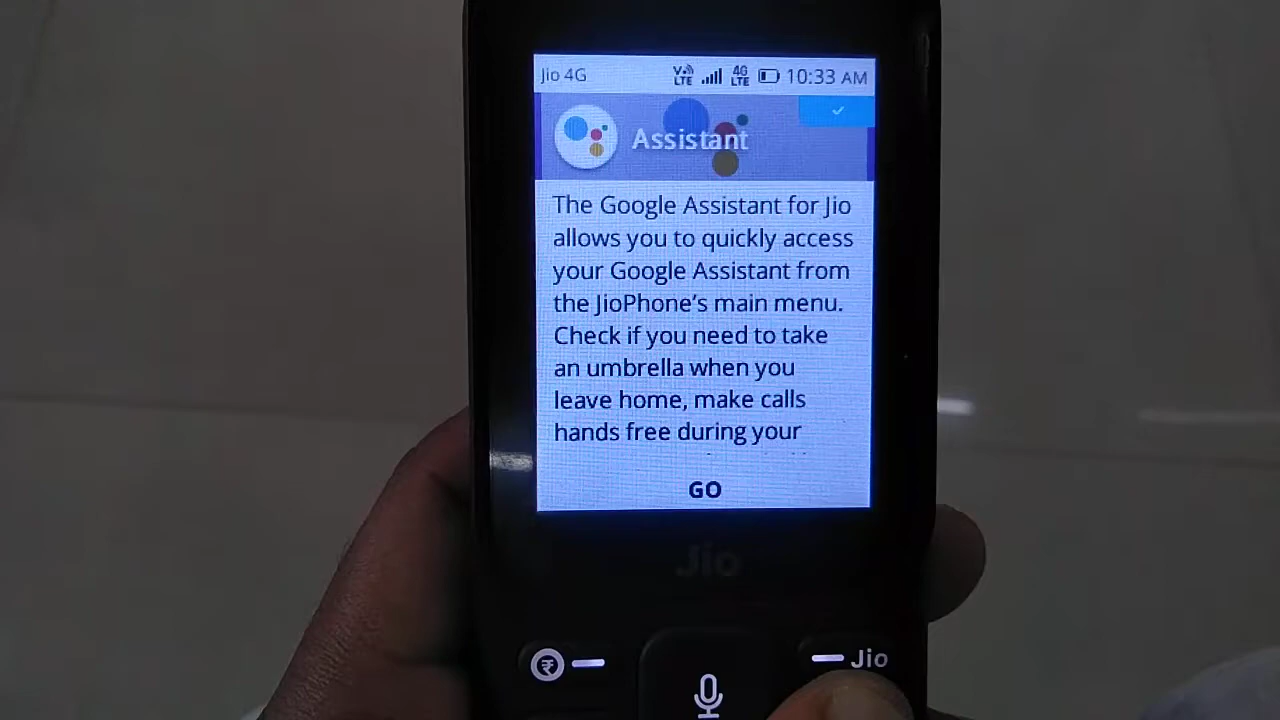 Jio 4G VoLTE 4G LTE 10:33 AM
Assistant
The Google Assistant for Jio
allows you to quickly access
your Google Assistant from
the JioPhone's main menu.
Check if you need to take
an umbrella when you
leave home, make calls
hands free during your
GO
Jio
₹ Jio